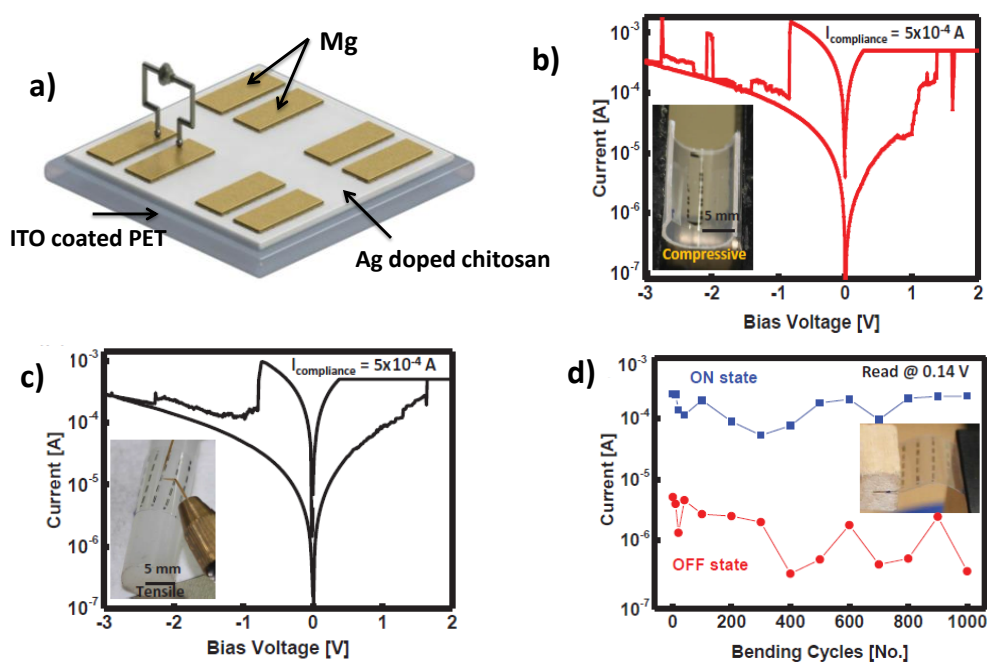 a)
Mg
ITO coated PET
Ag doped chitosan
b)
I_compliance = 5x10^-4 A
10^-3
10^-4
10^-5
10^-6
10^-7
Current [A]
5 mm
Compressive
-3 -2 -1 0 1 2
Bias Voltage [V]
c)
I_compliance = 5x10^-4 A
10^-3
10^-4
10^-5
10^-6
10^-7
Current [A]
5 mm
Tensile
-3 -2 -1 0 1 2
Bias Voltage [V]
d)
Read @ 0.14 V
ON state
OFF state
10^-3
10^-4
10^-5
10^-6
10^-7
Current [A]
0 200 400 600 800 1000
Bending Cycles [No.]